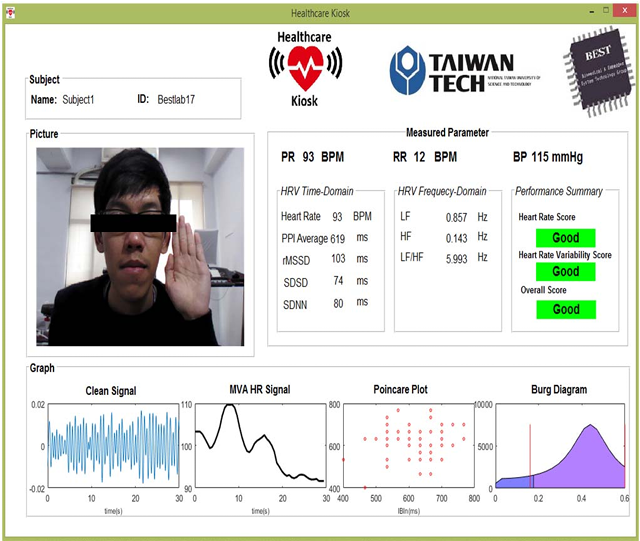 Healthcare Kiosk
Healthcare
Kiosk
TAIWAN
TECH
NATIONAL TAIWAN UNIVERSITY OF
SCIENCE AND TECHNOLOGY
BEST
Biomedical & Embedded
System Technology Group
Subject
Name: Subject1 ID: Bestlab17
Picture
Measured Parameter
PR 93 BPM RR 12 BPM BP 115 mmHg
HRV Time-Domain
Heart Rate 93 BPM
PPI Average 619 ms
rMSSD 103 ms
SDSD 74 ms
SDNN 80 ms
HRV Frequecy-Domain
LF 0.857 Hz
HF 0.143 Hz
LF/HF 5.993 Hz
Performance Summary
Heart Rate Score
Good
Heart Rate Variability Score
Good
Overall Score
Good
Graph
Clean Signal
0.02
0
-0.02
0 10 20 30
time(s)
MVA HR Signal
110
100
90
0 10 20 30
time(s)
Poincare Plot
800
600
400
400 500 600 700 800
IBIn(ms)
Burg Diagram
10000
5000
0
0 0.2 0.4 0.6